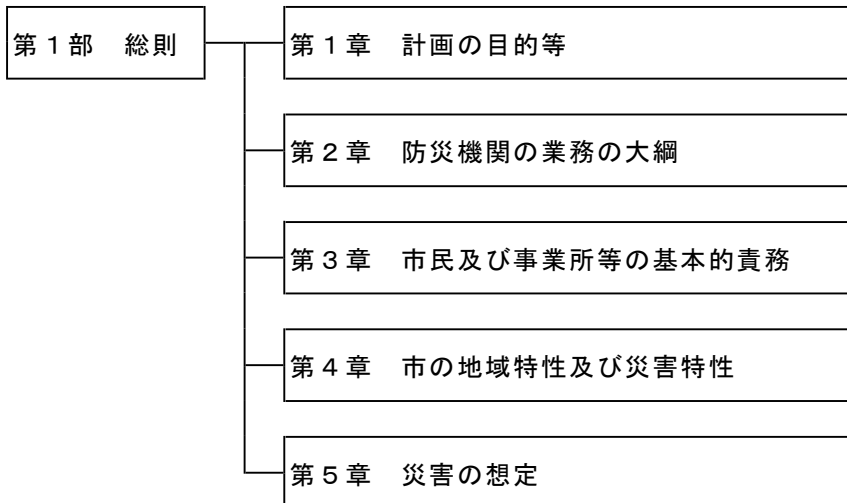 第１部　総則
第１章　計画の目的等
第２章　防災機関の業務の大綱
第３章　市民及び事業所等の基本的責務
第４章　市の地域特性及び災害特性
第５章　災害の想定